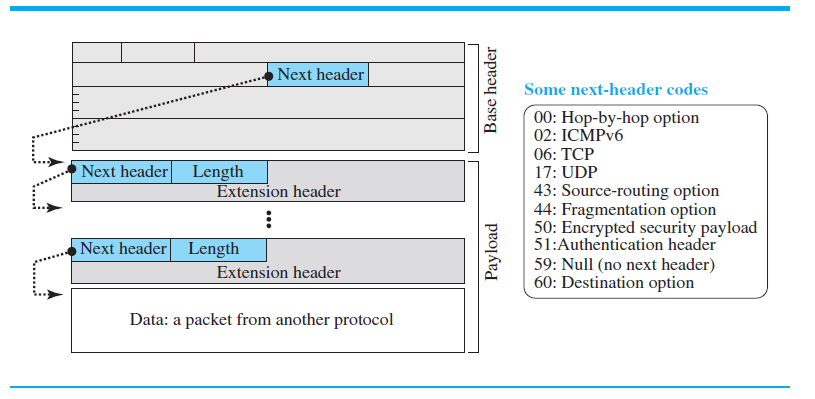 Next header
Base header
Next header Length
Extension header
Next header Length
Extension header
Payload
Data: a packet from another protocol
Some next-header codes
00: Hop-by-hop option
02: ICMPv6
06: TCP
17: UDP
43: Source-routing option
44: Fragmentation option
50: Encrypted security payload
51:Authentication header
59: Null (no next header)
60: Destination option